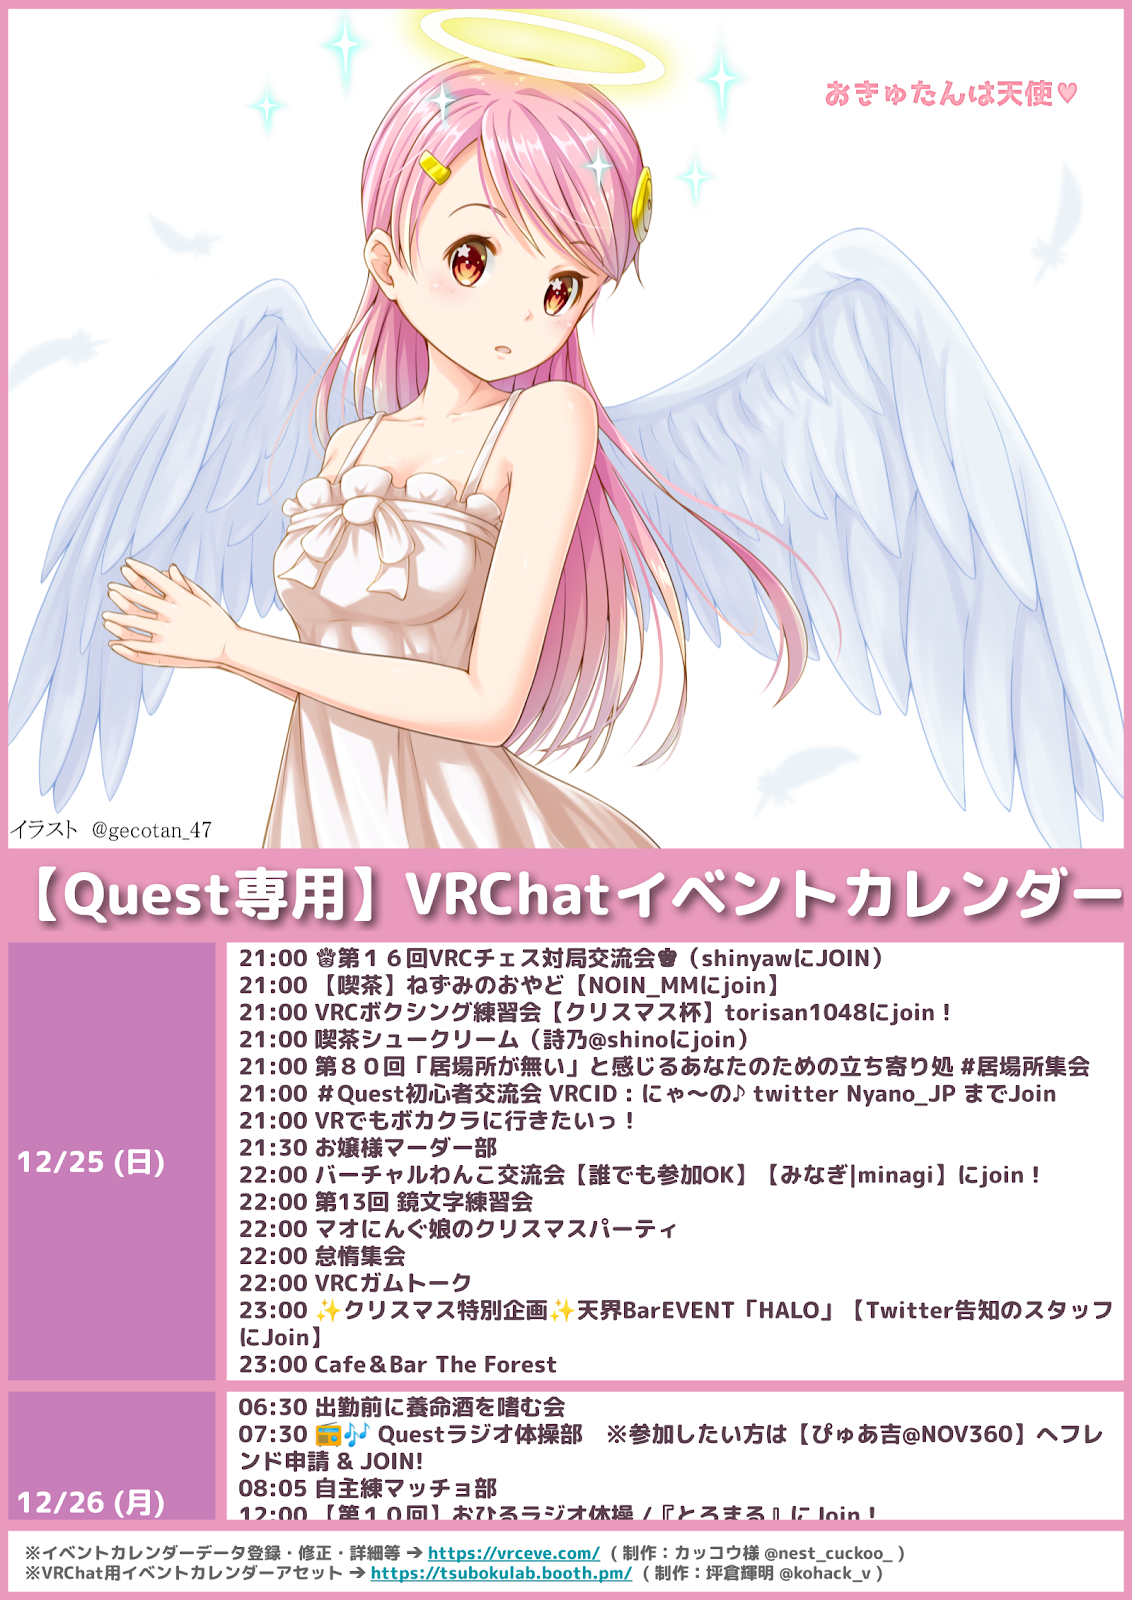 おきゅたんは天使♥
イラスト @gecotan_47
【Quest専用】VRChatイベントカレンダー
12/25 (日)
21:00 ♕第１６回VRCチェス対局交流会♚（shinyawにJOIN）
21:00 【喫茶】ねずみのおやど【NOIN_MMにjoin】
21:00 VRCボクシング練習会【クリスマス杯】torisan1048にjoin！
21:00 喫茶シュークリーム（詩乃@shinoにjoin）
21:00 第８０回「居場所が無い」と感じるあなたのための立ち寄り処 #居場所集会
21:00 ＃Quest初心者交流会 VRCID：にゃ～の♪ twitter Nyano_JP までJoin
21:00 VRでもボカクラに行きたいっ！
21:30 お嬢様マーダー部
22:00 バーチャルわんこ交流会【誰でも参加OK】【みなぎ|minagi】にjoin！
22:00 第13回 鏡文字練習会
22:00 マオにんぐ娘のクリスマスパーティ
22:00 怠惰集会
22:00 VRCガムトーク
23:00 ✨クリスマス特別企画✨天界BarEVENT「HALO」【Twitter告知のスタッフ
にJoin】
23:00 Cafe＆Bar The Forest
12/26 (月)
06:30 出勤前に養命酒を嗜む会
07:30 📻🎶 Questラジオ体操部　※参加したい方は【ぴゅあ吉@NOV360】へフレ
ンド申請 & JOIN!
08:05 自主練マッチョ部
12:00 【第１０回】おひるラジオ体操 /『とろまる』にJoin！
※イベントカレンダーデータ登録・修正・詳細等 ➔ https://vrceve.com/ （制作：カッコウ様 @nest_cuckoo_ ）
※VRChat用イベントカレンダーアセット ➔ https://tsubokulab.booth.pm/ （制作：坪倉輝明 @kohack_v ）